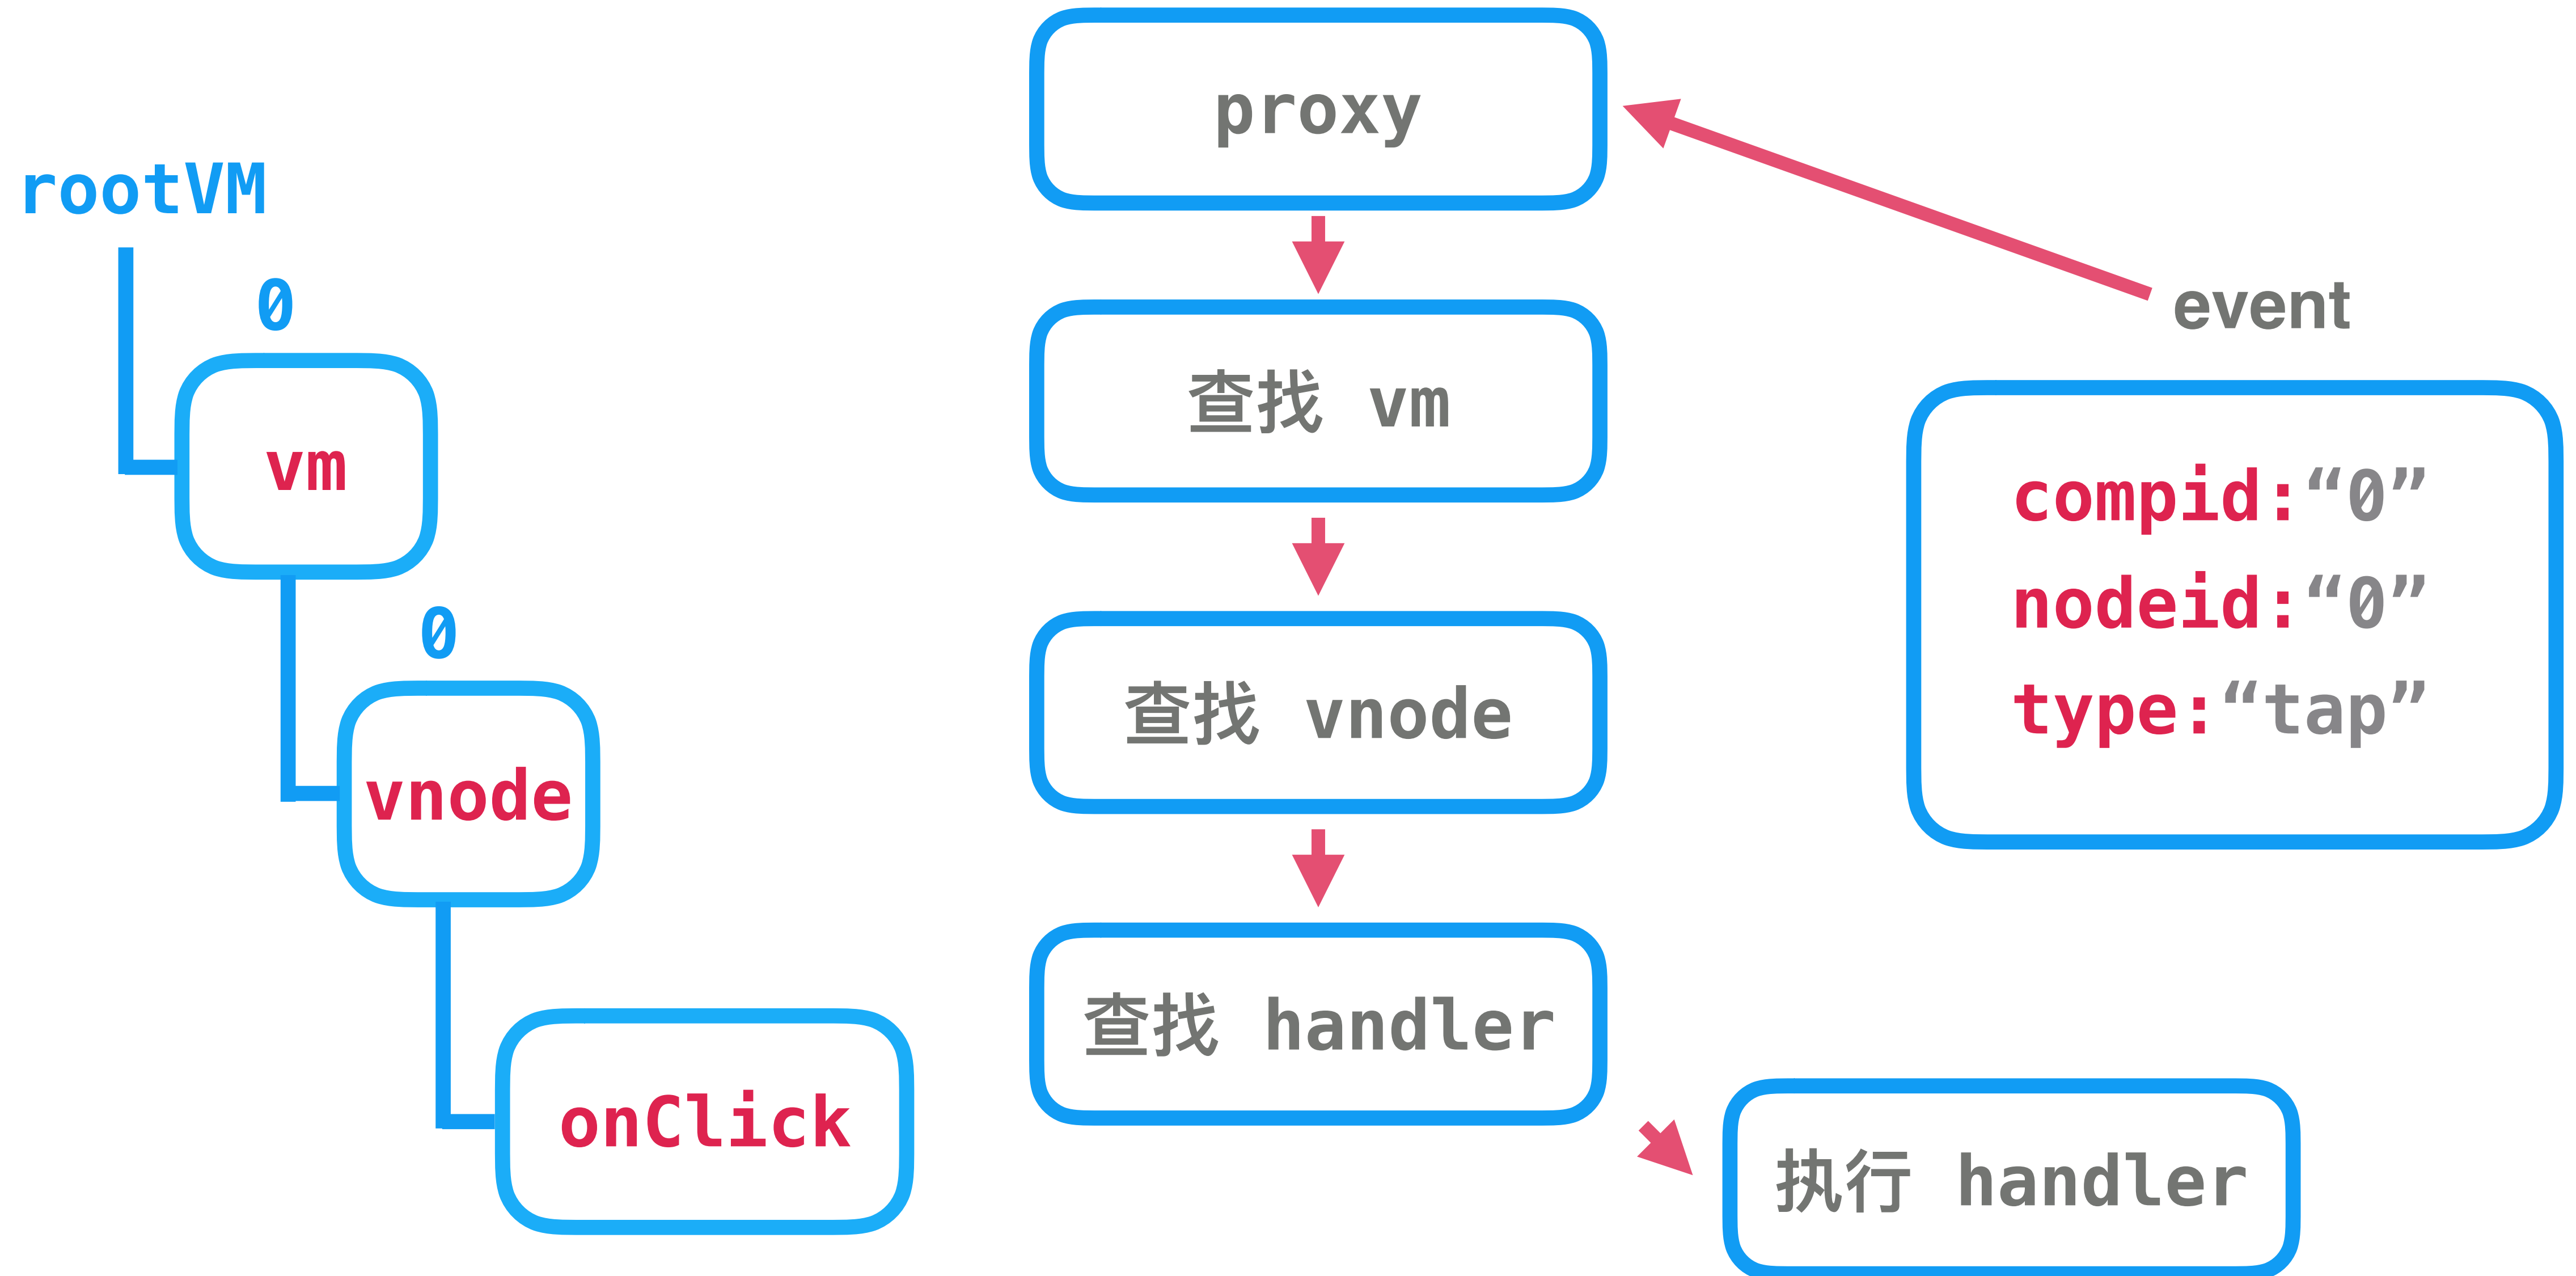 rootVM
0
vm
0
vnode
onClick
proxy
查找 vm
查找 vnode
查找 handler
执行 handler
event
compid:“0”
nodeid:“0”
type:“tap”